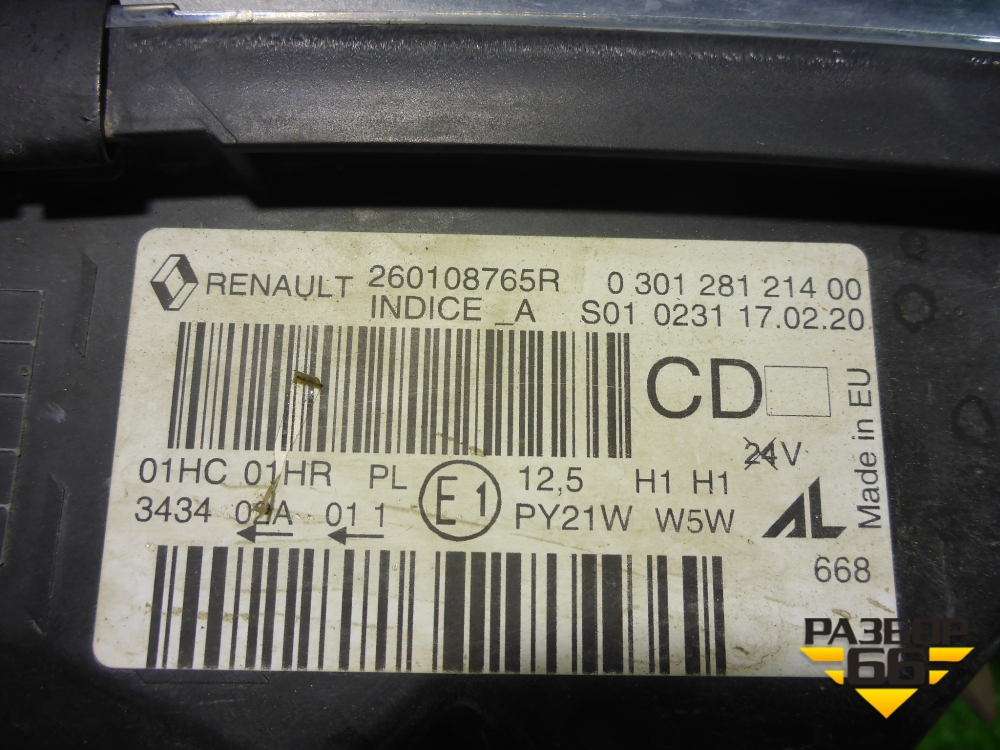 RENAULT 260108765R 0 301 281 214 00
INDICE _A S01 0231 17.02.20
CD
24V
Made in EU
01HC 01HR PL E1 12,5 H1 H1
3434 02A 01 1 PY21W W5W
AL
668
РАЗБОР
66